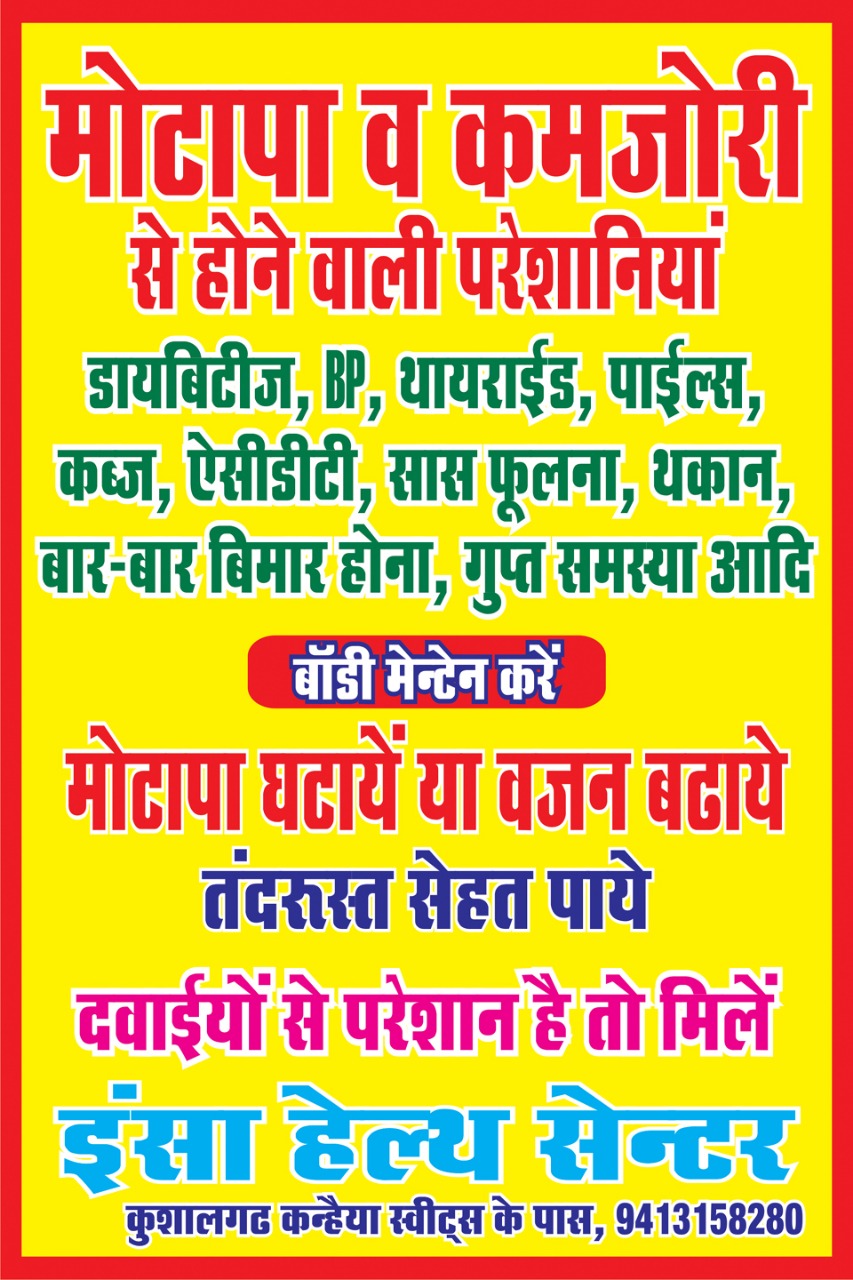 मोटापा व कमजोरी
से होने वाली परेशानियां
डायबिटीज, BP, थायराईड, पाईल्स,
कब्ज, ऐसीडीटी, सास फूलना, थकान,
बार-बार बिमार होना, गुप्त समस्या आदि
बॉडी मेन्टेन करें
मोटापा घटायें या वजन बढाये
तंदरूस्त सेहत पाये
दवाईयों से परेशान है तो मिलें
इंसा हेल्थ सेन्टर
कुशालगढ कन्हैया स्वीट्स के पास, 9413158280